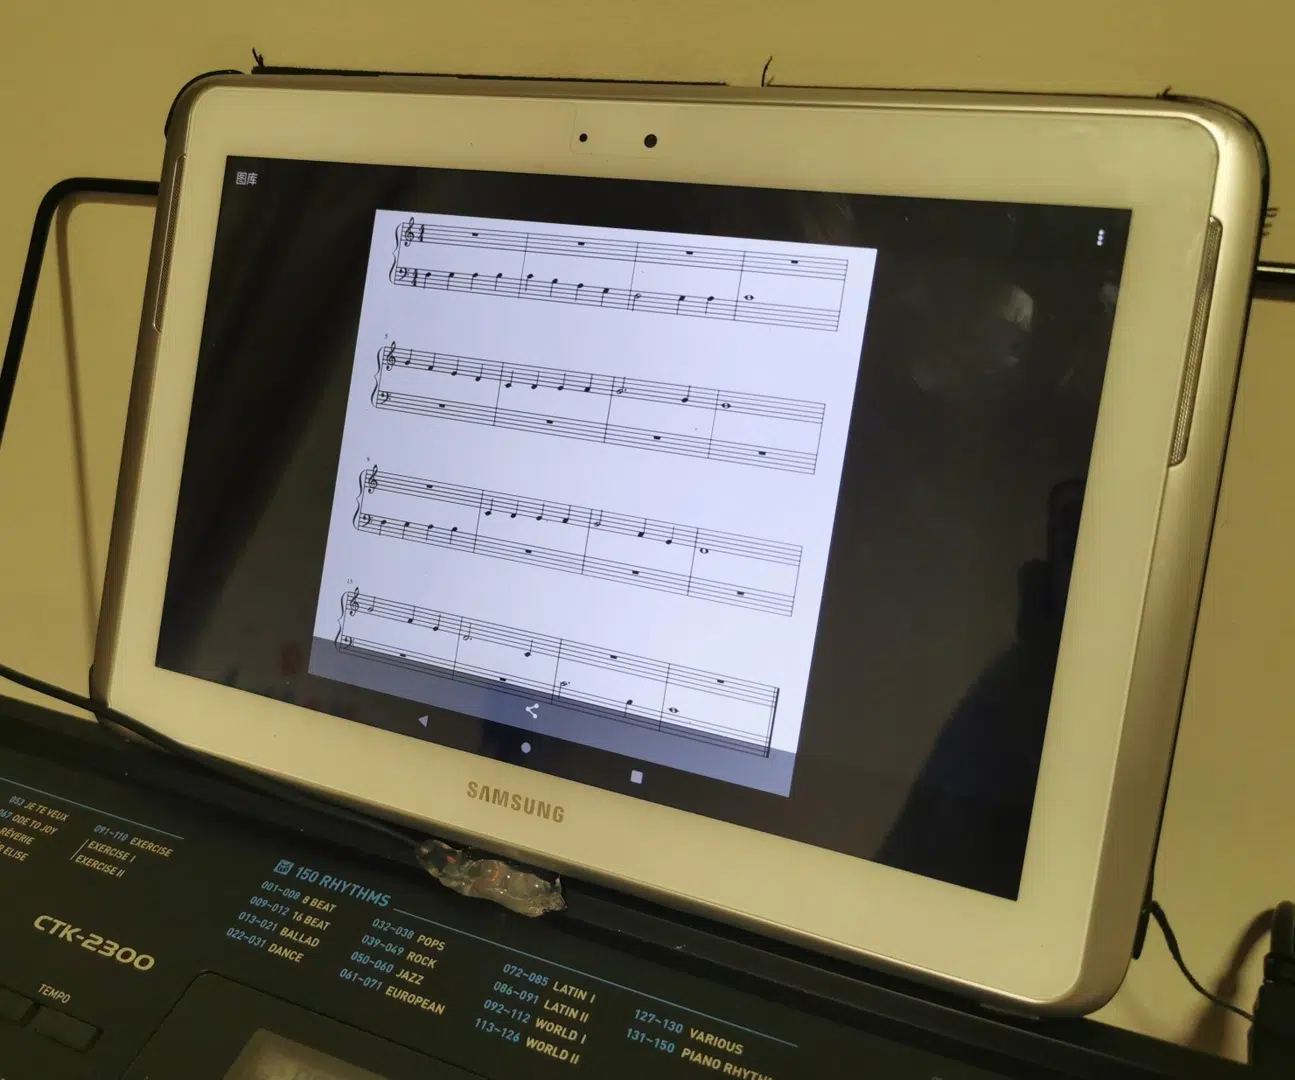 图库
5
9
13
SAMSUNG
053 JE TE VEUX
067 ODE TO JOY
RÊVERIE
ELISE
091-110 EXERCISE
EXERCISE I
EXERCISE II
CTK-2300
TEMPO
150 RHYTHMS
001-008 8 BEAT
009-012 16 BEAT
013-021 BALLAD
022-031 DANCE
032-038 POPS
039-049 ROCK
050-060 JAZZ
061-071 EUROPEAN
072-085 LATIN I
086-091 LATIN II
092-112 WORLD I
113-126 WORLD II
127-130 VARIOUS
131-150 PIANO RHYTH